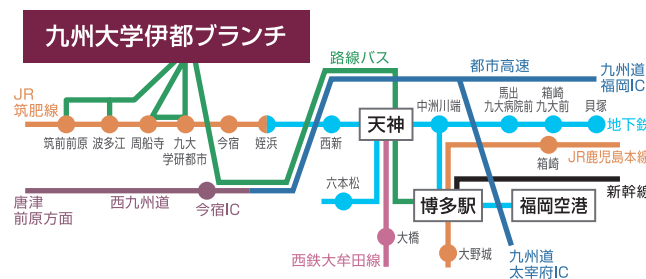 九州大学伊都ブランチ
路線バス
都市高速
九州道
福岡IC
JR
筑肥線
筑前前原
波多江
周船寺
九大
学研都市
今宿
姪浜
西新
天神
中洲川端
馬出
九大病院前
箱崎
九大前
貝塚
地下鉄
箱崎
JR鹿児島本線
六本松
唐津
前原方面
西九州道
今宿IC
博多駅
福岡空港
新幹線
西鉄大牟田線
大橋
大野城
九州道
太宰府IC